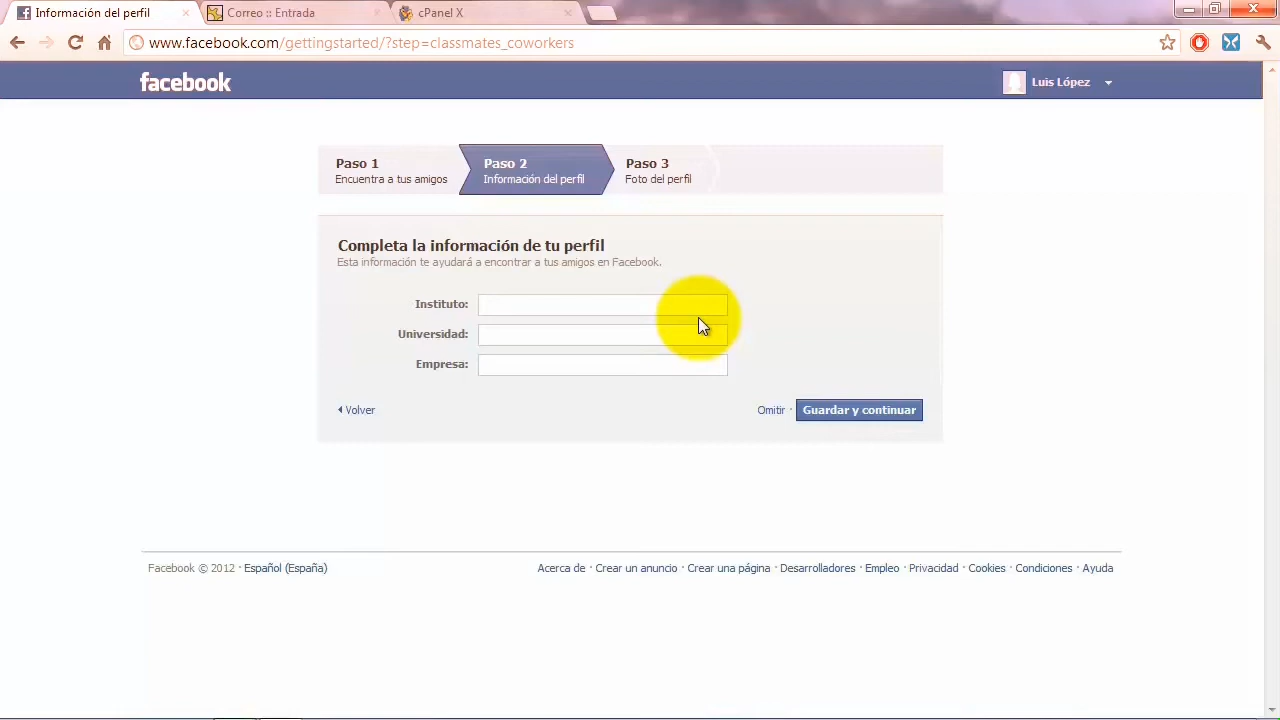 Información del perfil
Correo :: Entrada
cPanel X
www.facebook.com/gettingstarted/?step=classmates_coworkers
facebook
Luis López
Paso 1
Encuentra a tus amigos
Paso 2
Información del perfil
Paso 3
Foto del perfil
Completa la información de tu perfil
Esta información te ayudará a encontrar a tus amigos en Facebook.
Instituto:
Universidad:
Empresa:
Volver
Omitir · Guardar y continuar
Facebook © 2012 · Español (España)
Acerca de · Crear un anuncio · Crear una página · Desarrolladores · Empleo · Privacidad · Cookies · Condiciones · Ayuda